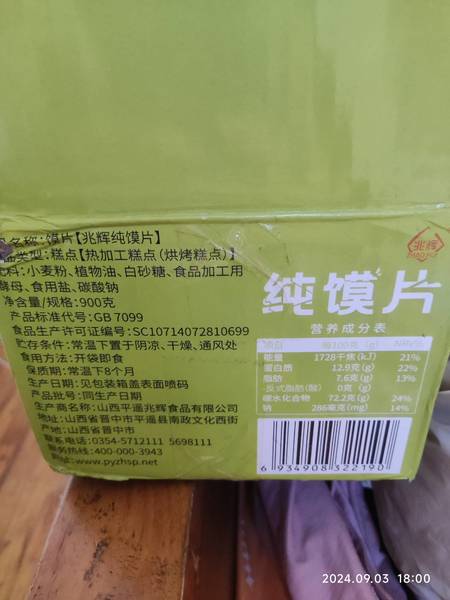 名称:馍片【兆辉纯馍片】
类型:糕点【热加工糕点(烘烤糕点)】
料:小麦粉、植物油、白砂糖、食品加工用
酵母、食用盐、碳酸钠
净含量/规格:900克
产品标准代号:GB 7099
食品生产许可证编号:SC10714072810699
贮存条件:常温下置于阴凉、干燥、通风处
食用方法:开袋即食
保质期:常温下8个月
生产日期:见包装箱盖表面喷码
产品批号:同生产日期
生产商名称:山西平遥兆辉食品有限公司
地址:山西省晋中市平遥县南政文化西街
产地:山西省晋中市
联系电话:0354-5712111 5698111
服务热线:400-000-3943
www.pyzhsp.net
兆辉
纯馍片
营养成分表
项目 每100克(g) NRV%
能量 1728千焦(kJ) 21%
蛋白质 12.9克(g) 22%
脂肪 7.6克(g) 13%
-反式脂肪(酸) 0克(g)
碳水化合物 72.2克(g) 24%
钠 286毫克(mg) 14%
6 934908 322190
2024.09.03 18:00